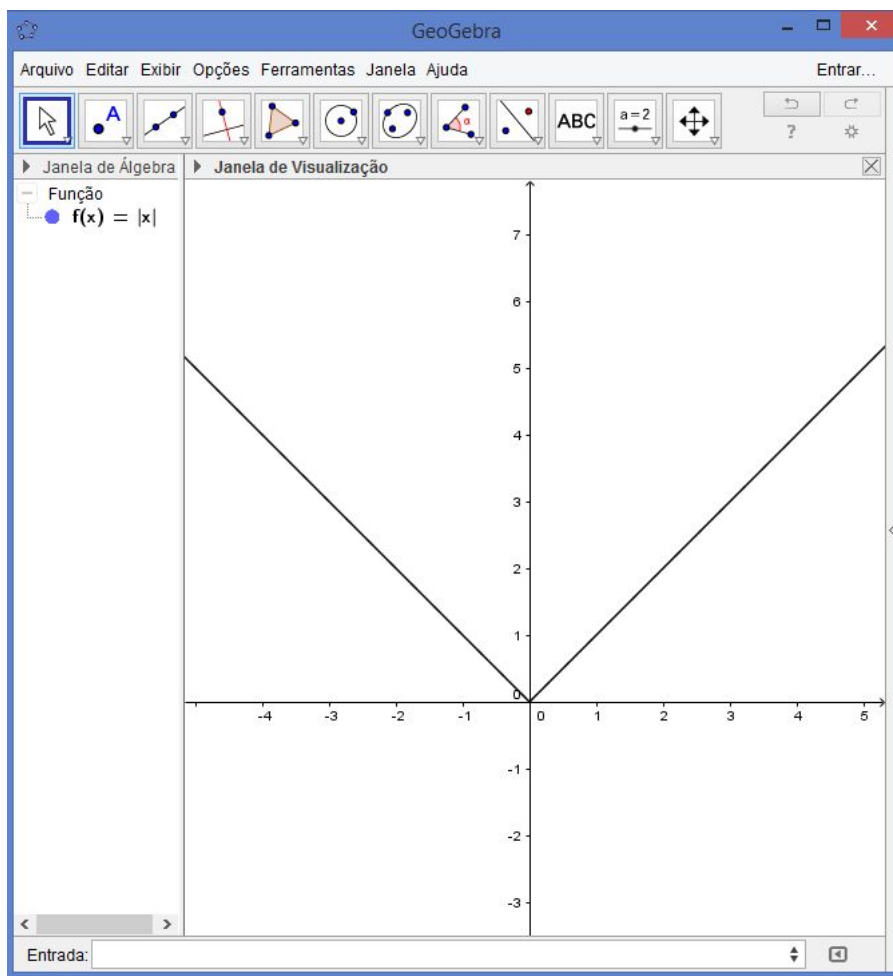 GeoGebra
Arquivo Editar Exibir Opções Ferramentas Janela Ajuda Entrar...
A α ABC a=2 ?
Janela de Álgebra Janela de Visualização
Função
f(x) = |x|
7
6
5
4
3
2
1
0
-4 -3 -2 -1 0 1 2 3 4 5
-1
-2
-3
Entrada: